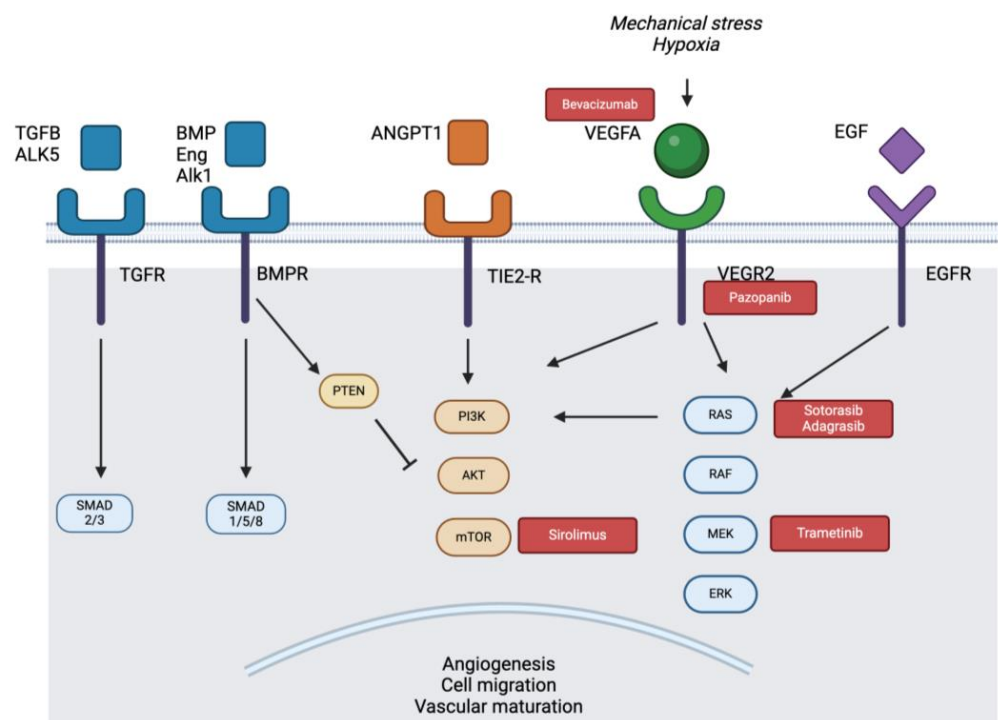 Mechanical stress
Hypoxia
Bevacizumab
TGFB
ALK5
BMP
Eng
Alk1
ANGPT1
VEGFA
EGF
TGFR
BMPR
TIE2-R
VEGR2
EGFR
Pazopanib
PTEN
PI3K
RAS
Sotorasib
Adagrasib
AKT
RAF
SMAD
2/3
SMAD
1/5/8
mTOR
Sirolimus
MEK
Trametinib
ERK
Angiogenesis
Cell migration
Vascular maturation